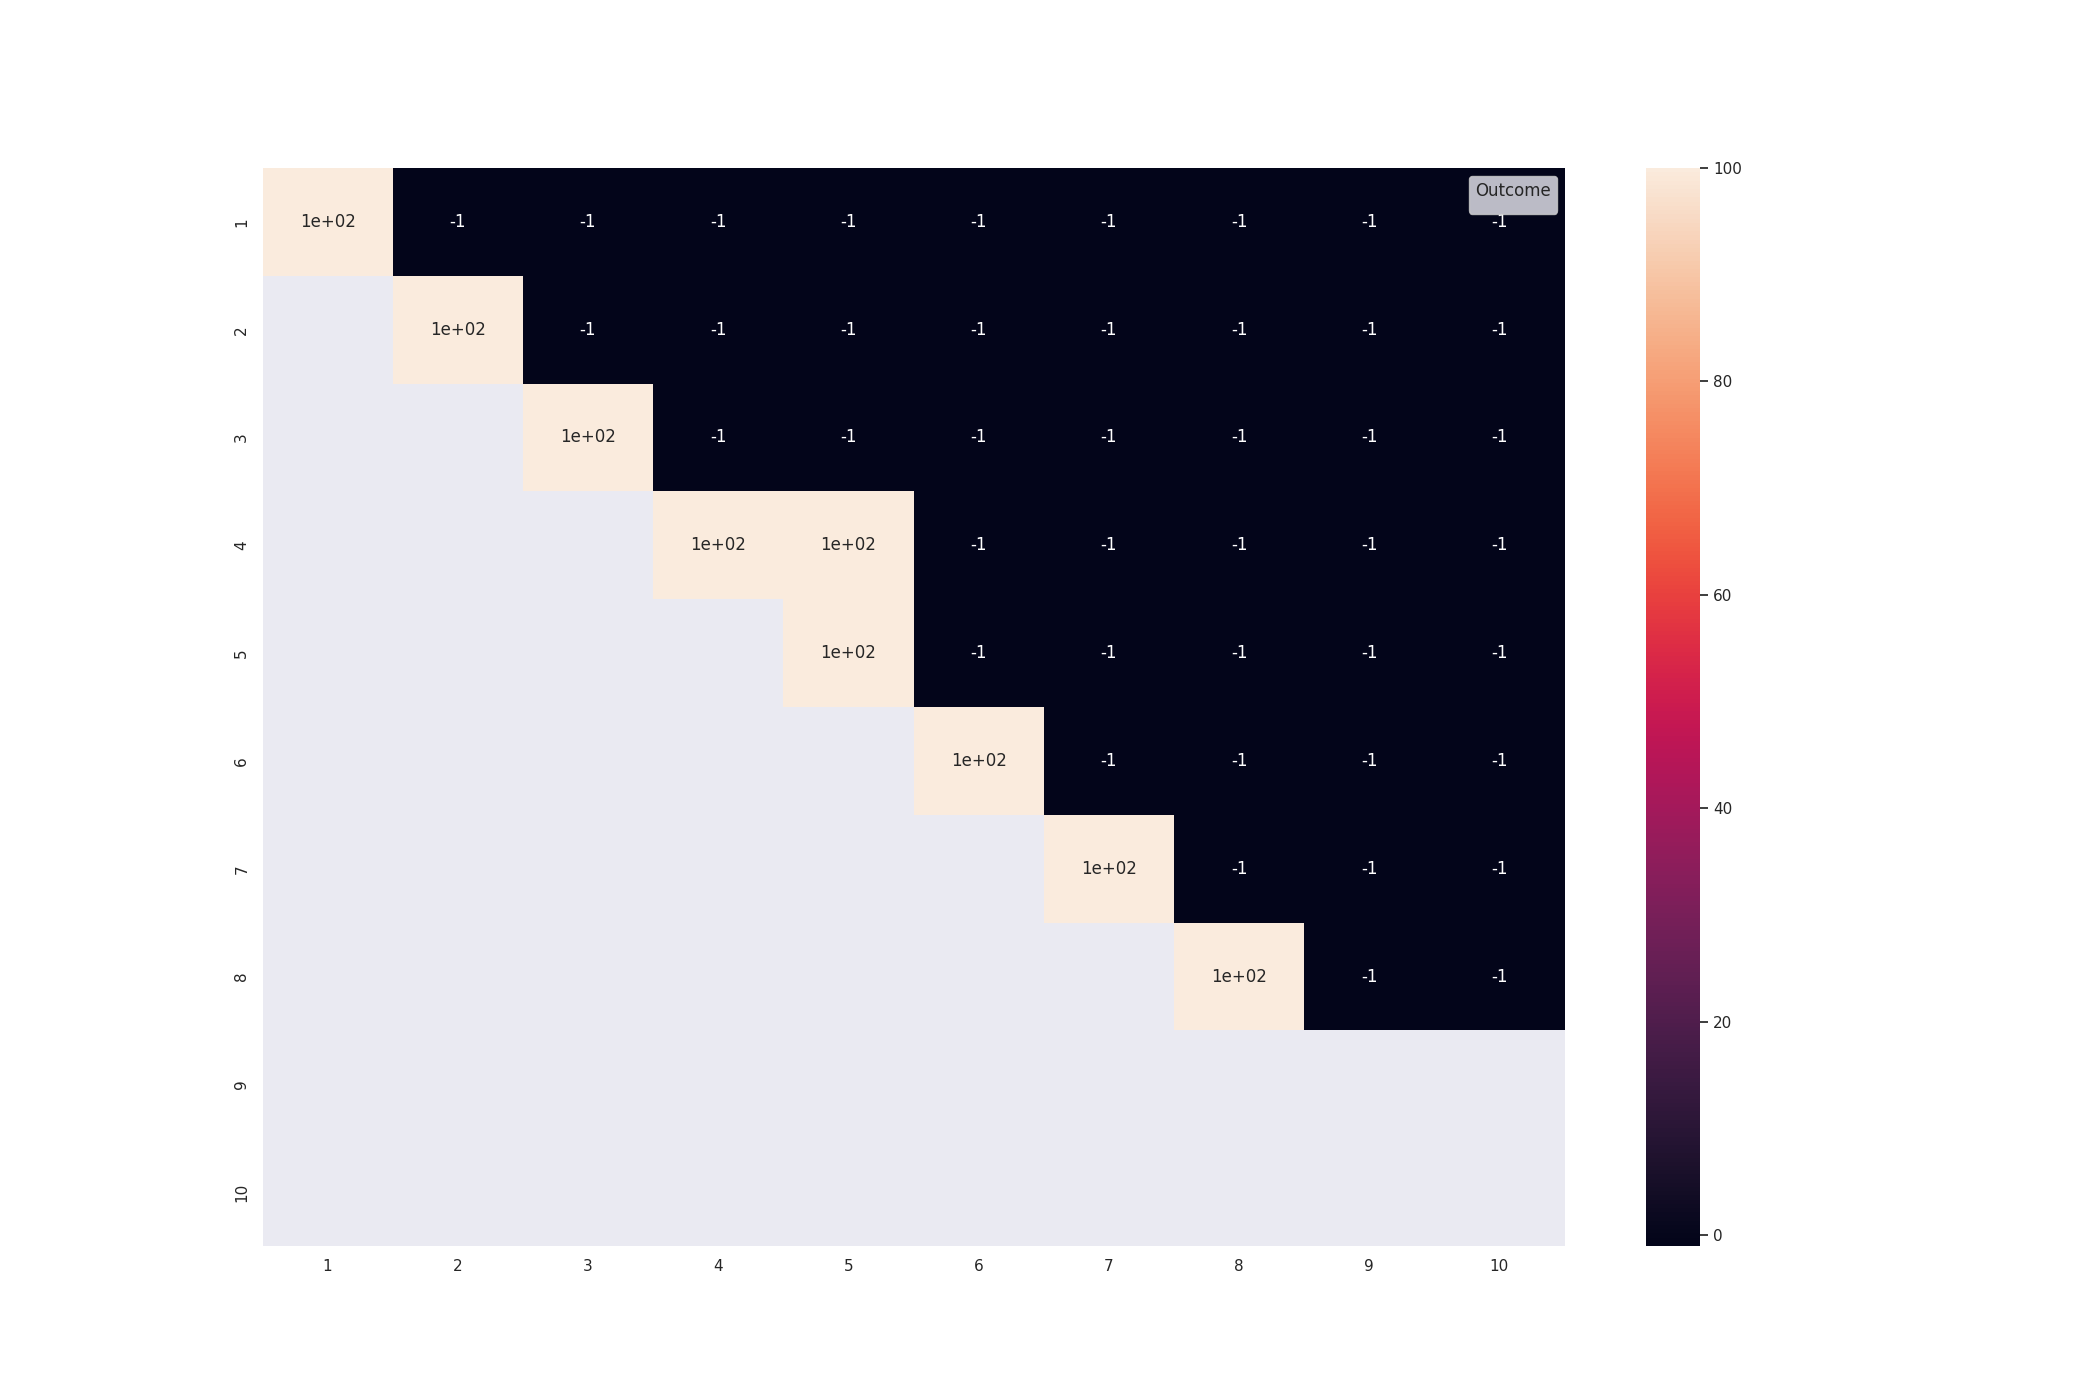 100
Outcome
1 1e+02 -1 -1 -1 -1 -1 -1 -1 -1 -1
2 1e+02 -1 -1 -1 -1 -1 -1 -1 -1
3 1e+02 -1 -1 -1 -1 -1 -1 -1
80
4 1e+02 1e+02 -1 -1 -1 -1 -1
60
5 1e+02 -1 -1 -1 -1 -1
6 1e+02 -1 -1 -1 -1
40
7 1e+02 -1 -1 -1
8 1e+02 -1 -1
20
9
10
0
1 2 3 4 5 6 7 8 9 10